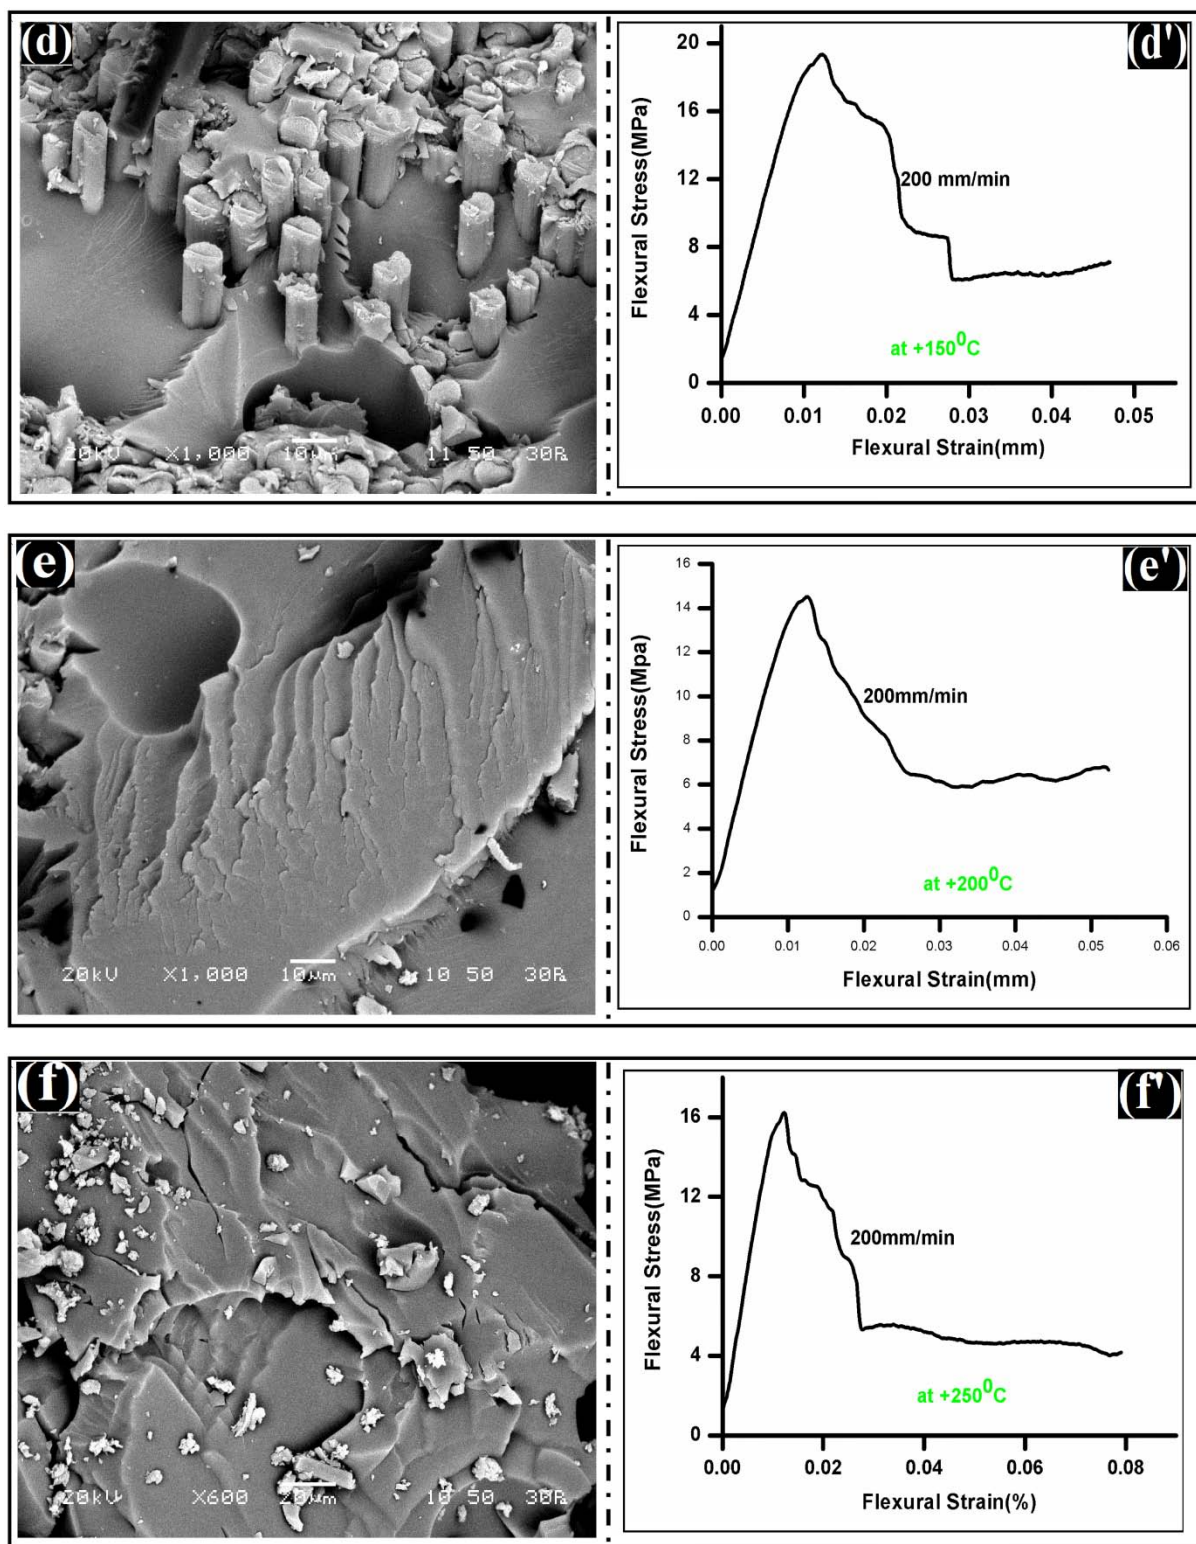 (d)
20kV X1,000 10µm 11 50 30R
(d')
Flexural Stress(MPa)
20
16
12
8
4
0
200 mm/min
at +150⁰C
0.00 0.01 0.02 0.03 0.04 0.05
Flexural Strain(mm)
(e)
20kV X1,000 10µm 10 50 30R
(e')
Flexural Stress(Mpa)
16
14
12
10
8
6
4
2
0
200mm/min
at +200⁰C
0.00 0.01 0.02 0.03 0.04 0.05 0.06
Flexural Strain(mm)
(f)
20kV X600 20µm 10 50 30R
(f')
Flexural Stress(MPa)
16
12
8
4
0
200mm/min
at +250⁰C
0.00 0.02 0.04 0.06 0.08
Flexural Strain(%)